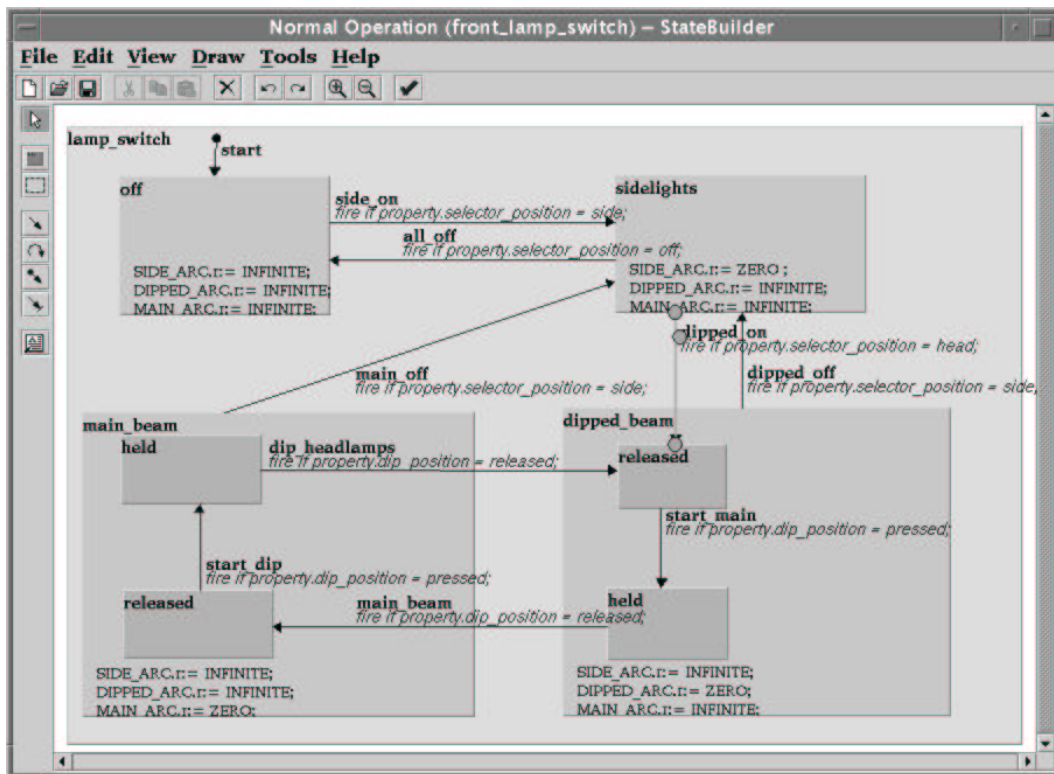 Normal Operation (front_lamp_switch) – StateBuilder
File Edit View Draw Tools Help
lamp_switch
start
off
SIDE_ARC.r:= INFINITE;
DIPPED_ARC.r:= INFINITE;
MAIN_ARC.r:= INFINITE;
side_on
fire if property.selector_position = side;
all_off
fire if property.selector_position = off;
sidelights
SIDE_ARC.r:= ZERO ;
DIPPED_ARC.r:= INFINITE;
MAIN_ARC.r:= INFINITE;
dipped_on
fire if property.selector_position = head;
main_off
fire if property.selector_position = side;
dipped_off
fire if property.selector_position = side;
main_beam
held
dip_headlamps
fire if property.dip_position = released;
dipped_beam
released
start_main
fire if property.dip_position = pressed;
start_dip
fire if property.dip_position = pressed;
released
main_beam
fire if property.dip_position = released;
held
SIDE_ARC.r:= INFINITE;
DIPPED_ARC.r:= INFINITE;
MAIN_ARC.r:= ZERO;
SIDE_ARC.r:= INFINITE;
DIPPED_ARC.r:= ZERO;
MAIN_ARC.r:= INFINITE;